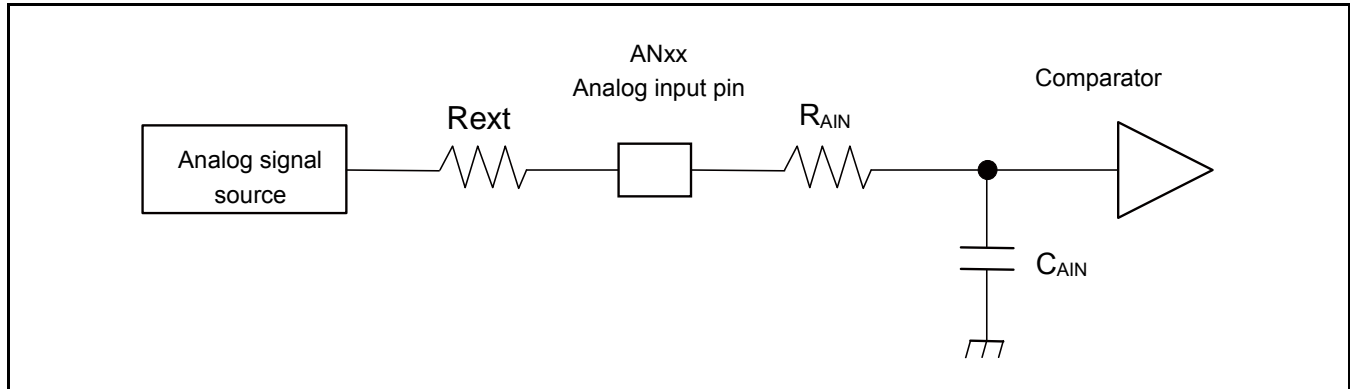 ANxx
Analog input pin
Comparator
Rext
RAIN
Analog signal
source
CAIN